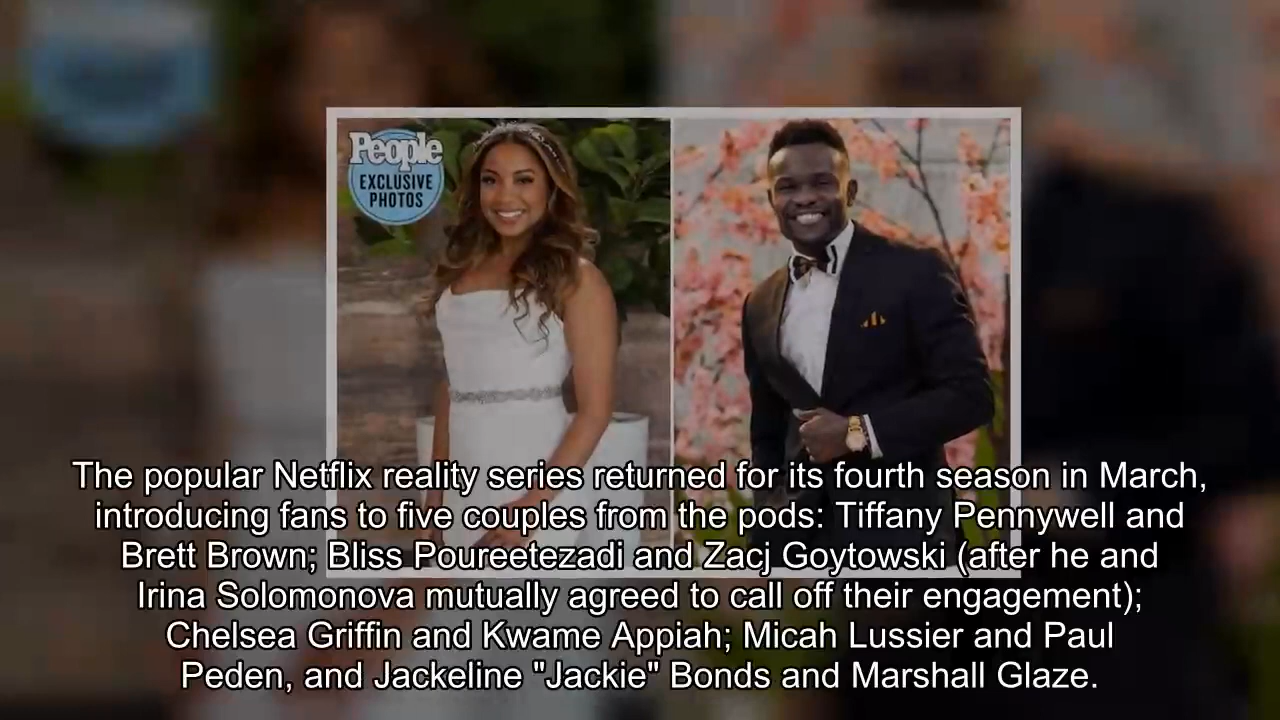 People
EXCLUSIVE
PHOTOS
The popular Netflix reality series returned for its fourth season in March,
introducing fans to five couples from the pods: Tiffany Pennywell and
Brett Brown; Bliss Poureetezadi and Zacj Goytowski (after he and
Irina Solomonova mutually agreed to call off their engagement);
Chelsea Griffin and Kwame Appiah; Micah Lussier and Paul
Peden, and Jackeline "Jackie" Bonds and Marshall Glaze.